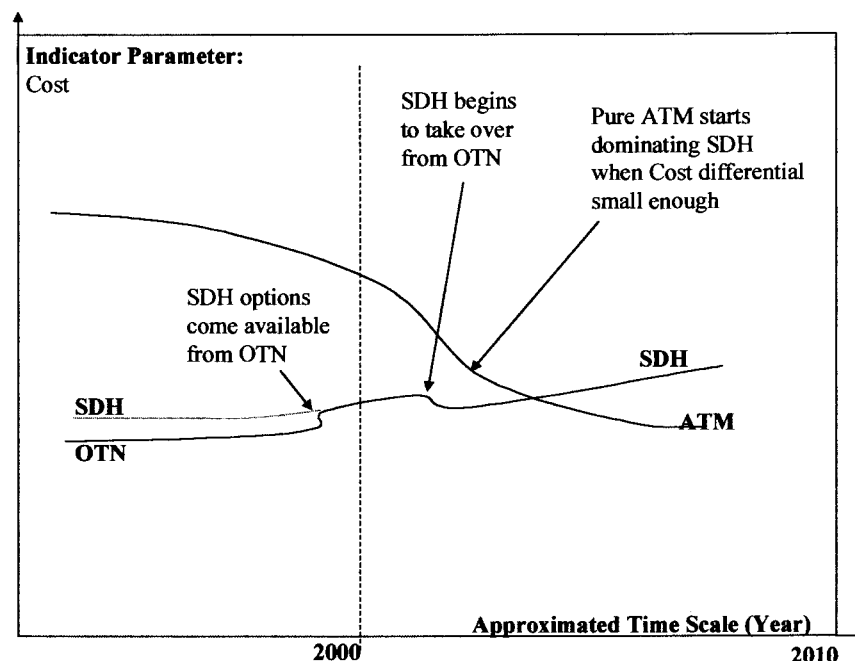 Indicator Parameter:
Cost
SDH begins
to take over
from OTN
Pure ATM starts
dominating SDH
when Cost differential
small enough
SDH options
come available
from OTN
SDH
SDH
OTN
ATM
Approximated Time Scale (Year)
2000
2010